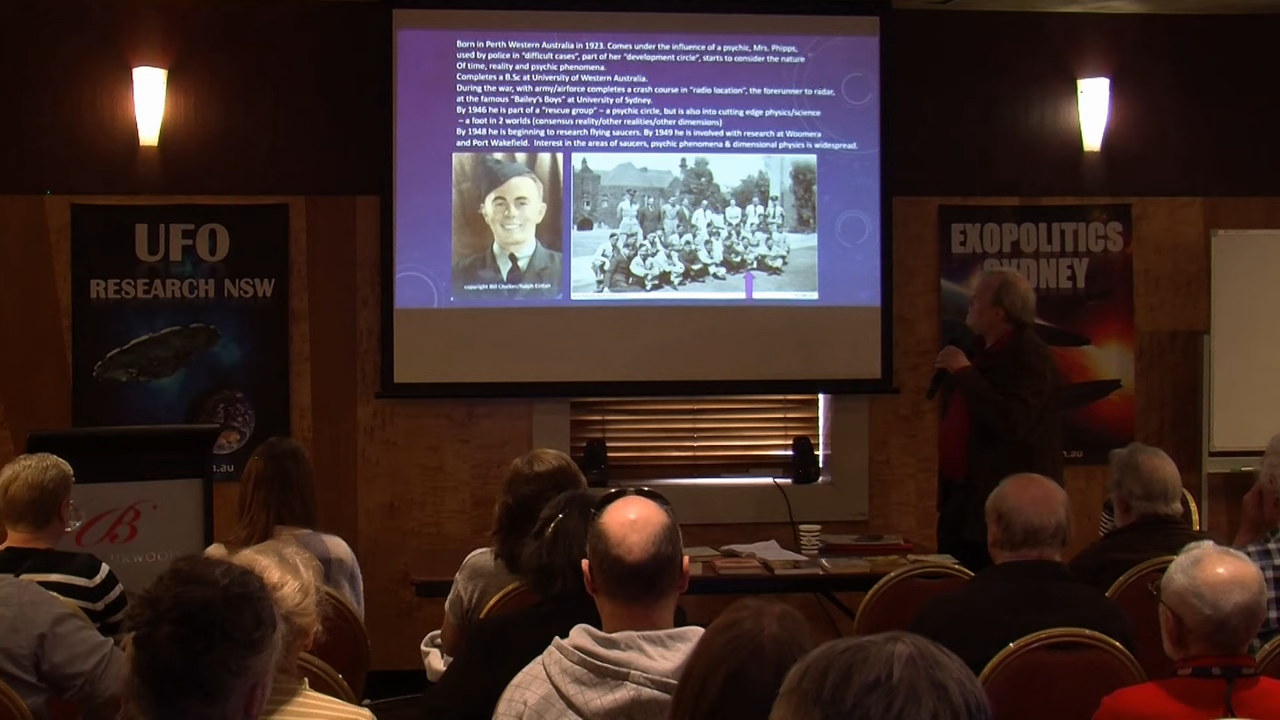 Born in Perth Western Australia in 1923. Comes under the influence of a psychic, Mrs. Phipps,
used by police in "difficult cases", part of her "development circle", starts to consider the nature
Of time, reality and psychic phenomena.
Completes a B.Sc at University of Western Australia.
During the war, with army/airforce completes a crash course in "radio location", the forerunner to radar,
at the famous "Bailey's Boys" at University of Sydney.
By 1946 he is part of a "rescue group" – a psychic circle, but is also into cutting edge physics/science
– a foot in 2 worlds (consensus reality/other realities/other dimensions)
By 1948 he is beginning to research flying saucers. By 1949 he is involved with research at Woomera
and Port Wakefield. Interest in the areas of saucers, psychic phenomena & dimensional physics is widespread.
copyright Bill Chalker/
UFO
RESEARCH NSW
EXOPOLITICS
SYDNEY
n.au
.au
B